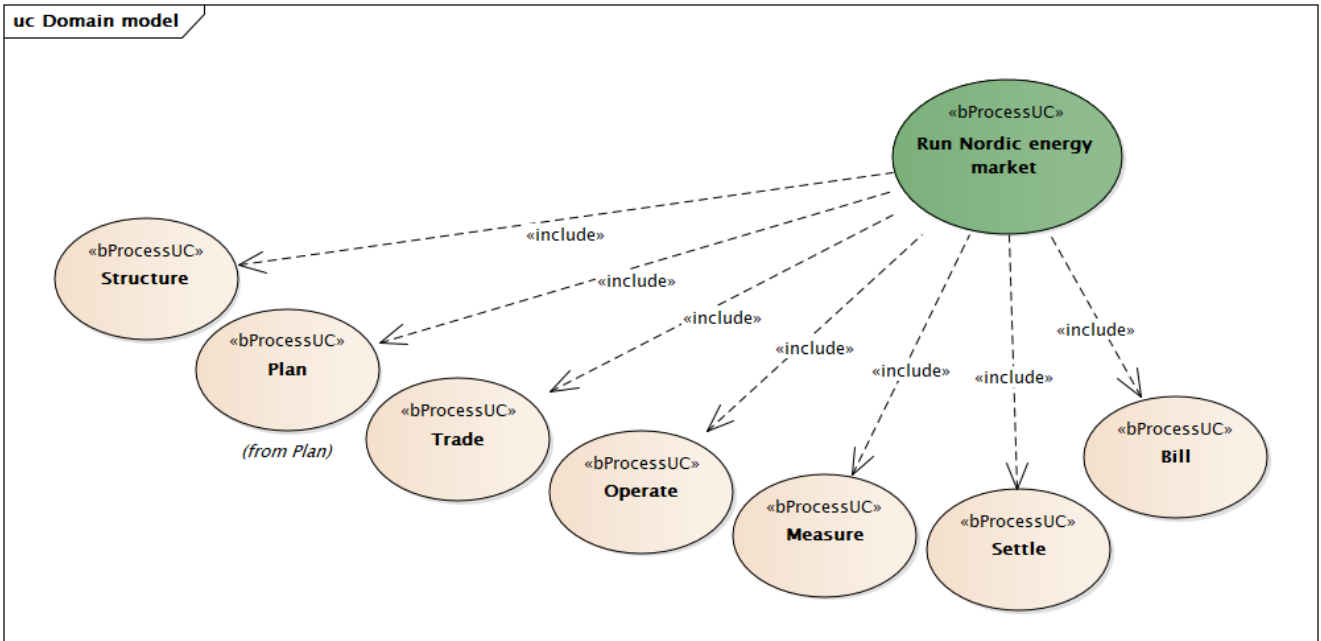 uc Domain model
«bProcessUC»
Run Nordic energy
market
«include»
«include»
«include»
«include»
«include»
«include»
«include»
«bProcessUC»
Structure
«bProcessUC»
Plan
(from Plan)
«bProcessUC»
Trade
«bProcessUC»
Operate
«bProcessUC»
Measure
«bProcessUC»
Settle
«bProcessUC»
Bill